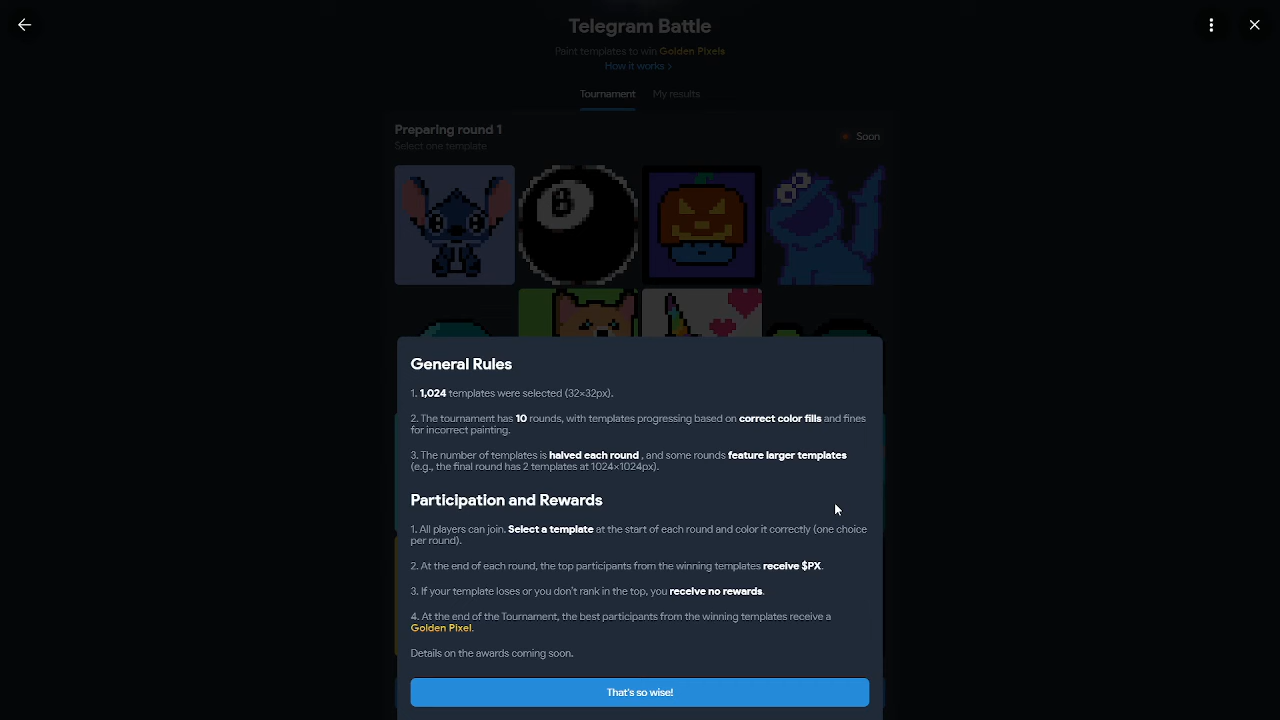 Telegram Battle
Paint templates to win Golden Pixels
How it works >
Tournament My results
Preparing round 1
Soon
Select one template
8
General Rules
1. 1,024 templates were selected (32×32px).
2. The tournament has 10 rounds, with templates progressing based on correct color fills and fines
for incorrect painting.
3. The number of templates is halved each round , and some rounds feature larger templates
(e.g., the final round has 2 templates at 1024×1024px).
Participation and Rewards
1. All players can join. Select a template at the start of each round and color it correctly (one choice
per round).
2. At the end of each round, the top participants from the winning templates receive $PX.
3. If your template loses or you don't rank in the top, you receive no rewards.
4. At the end of the Tournament, the best participants from the winning templates receive a
Golden Pixel.
Details on the awards coming soon.
That's so wise!